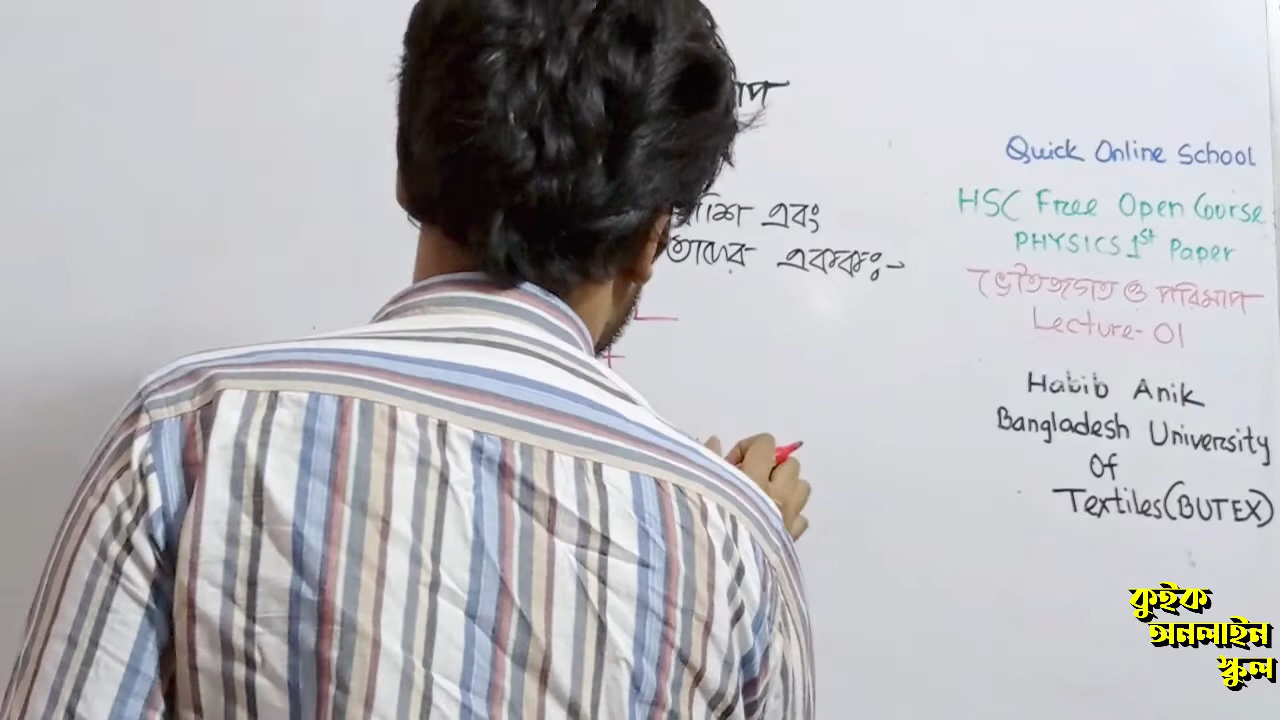 রাশি এবং
তাদের একক:-
Quick Online School
HSC Free Open Course
PHYSICS 1st Paper
ভৌতজগত ও পরিমাপ
Lecture-01
Habib Anik
Bangladesh University
Of
Textiles(BUTEX)
কুইক
অনলাইন
স্কুল